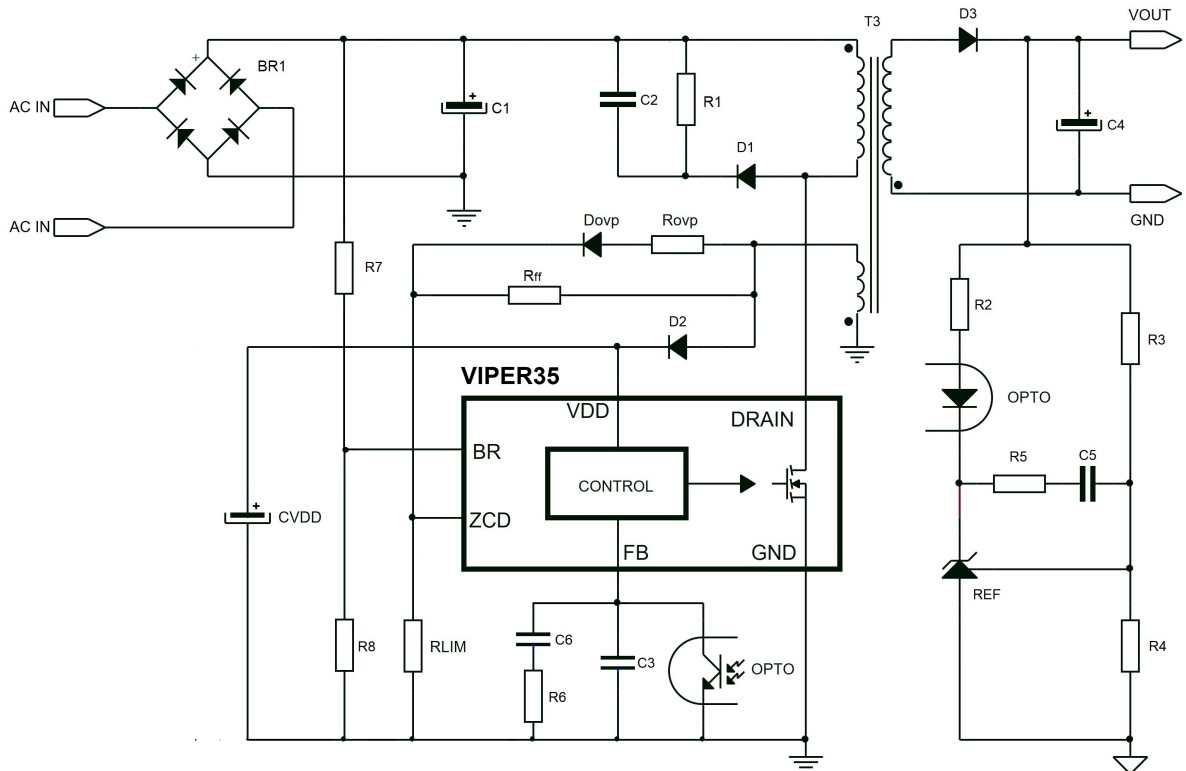 T3
D3
VOUT
+
BR1
AC IN
+
C1
C2
R1
+
C4
D1
AC IN
GND
Dovp
Rovp
R7
Rff
R2
D2
R3
VIPER35
OPTO
VDD
DRAIN
BR
R5
C5
CONTROL
+
CVDD
ZCD
FB
GND
REF
C6
R8
RLIM
C3
OPTO
R4
R6